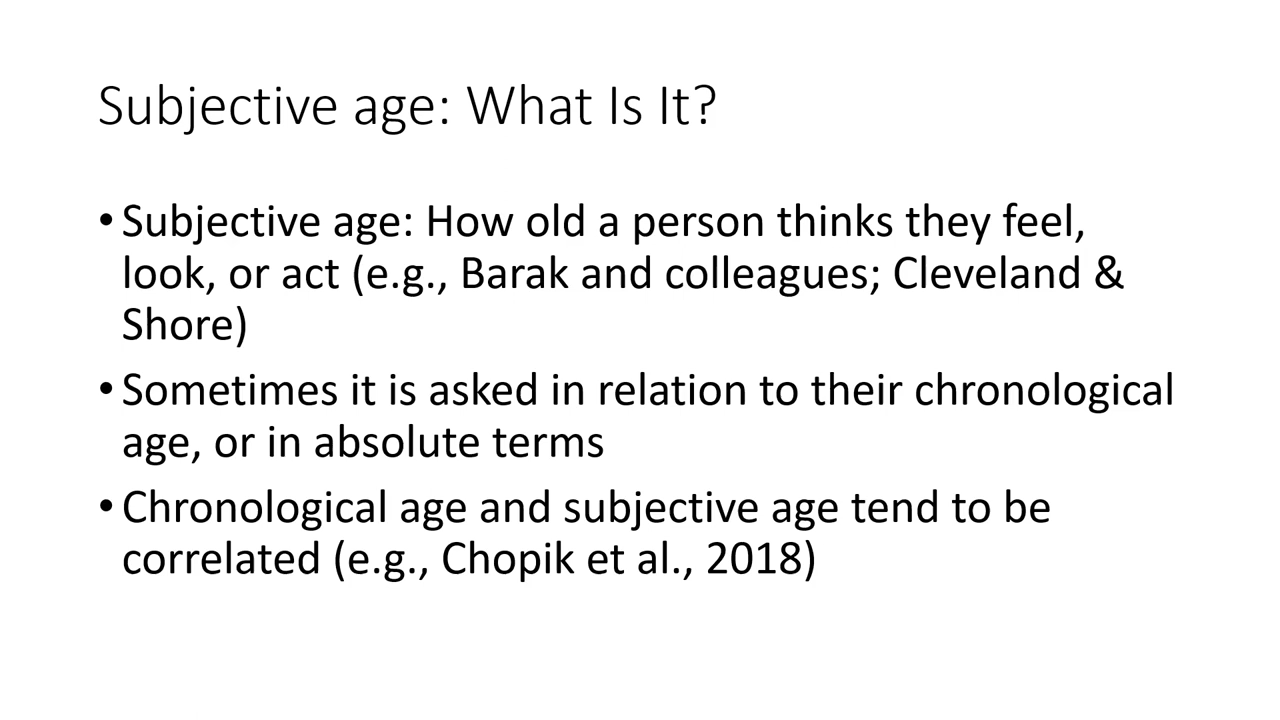 Subjective age: What Is It?
• Subjective age: How old a person thinks they feel,
look, or act (e.g., Barak and colleagues; Cleveland &
Shore)
• Sometimes it is asked in relation to their chronological
age, or in absolute terms
• Chronological age and subjective age tend to be
correlated (e.g., Chopik et al., 2018)